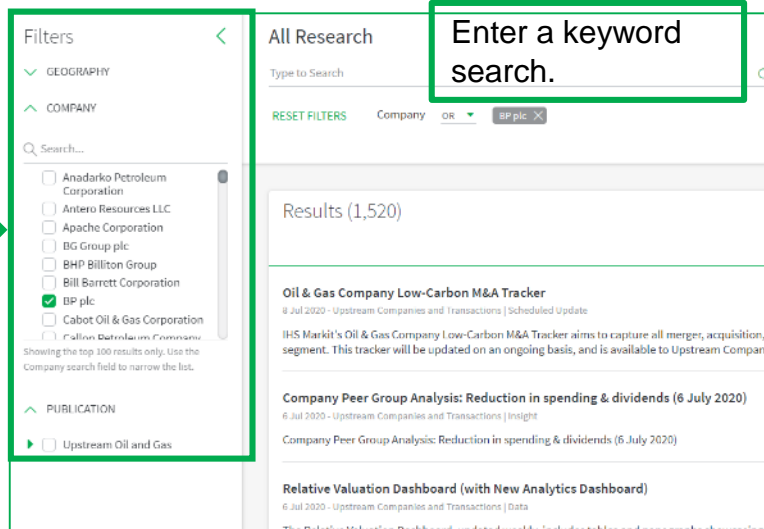 Filters
GEOGRAPHY
COMPANY
Search...
Anadarko Petroleum
Corporation
Antero Resources LLC
Apache Corporation
BG Group plc
BHP Billiton Group
Bill Barrett Corporation
BP plc
Cabot Oil & Gas Corporation
Callon Petroleum Company
Showing the top 100 results only. Use the
Company search field to narrow the list.
PUBLICATION
Upstream Oil and Gas
All Research
Enter a keyword
search.
Type to Search
RESET FILTERS Company OR BP plc
Results (1,520)
Oil & Gas Company Low-Carbon M&A Tracker
8 Jul 2020 - Upstream Companies and Transactions | Scheduled Update
IHS Markit's Oil & Gas Company Low-Carbon M&A Tracker aims to capture all merger, acquisition,
segment. This tracker will be updated on an ongoing basis, and is available to Upstream Compan
Company Peer Group Analysis: Reduction in spending & dividends (6 July 2020)
6 Jul 2020 - Upstream Companies and Transactions | Insight
Company Peer Group Analysis: Reduction in spending & dividends (6 July 2020)
Relative Valuation Dashboard (with New Analytics Dashboard)
6 Jul 2020 - Upstream Companies and Transactions | Data